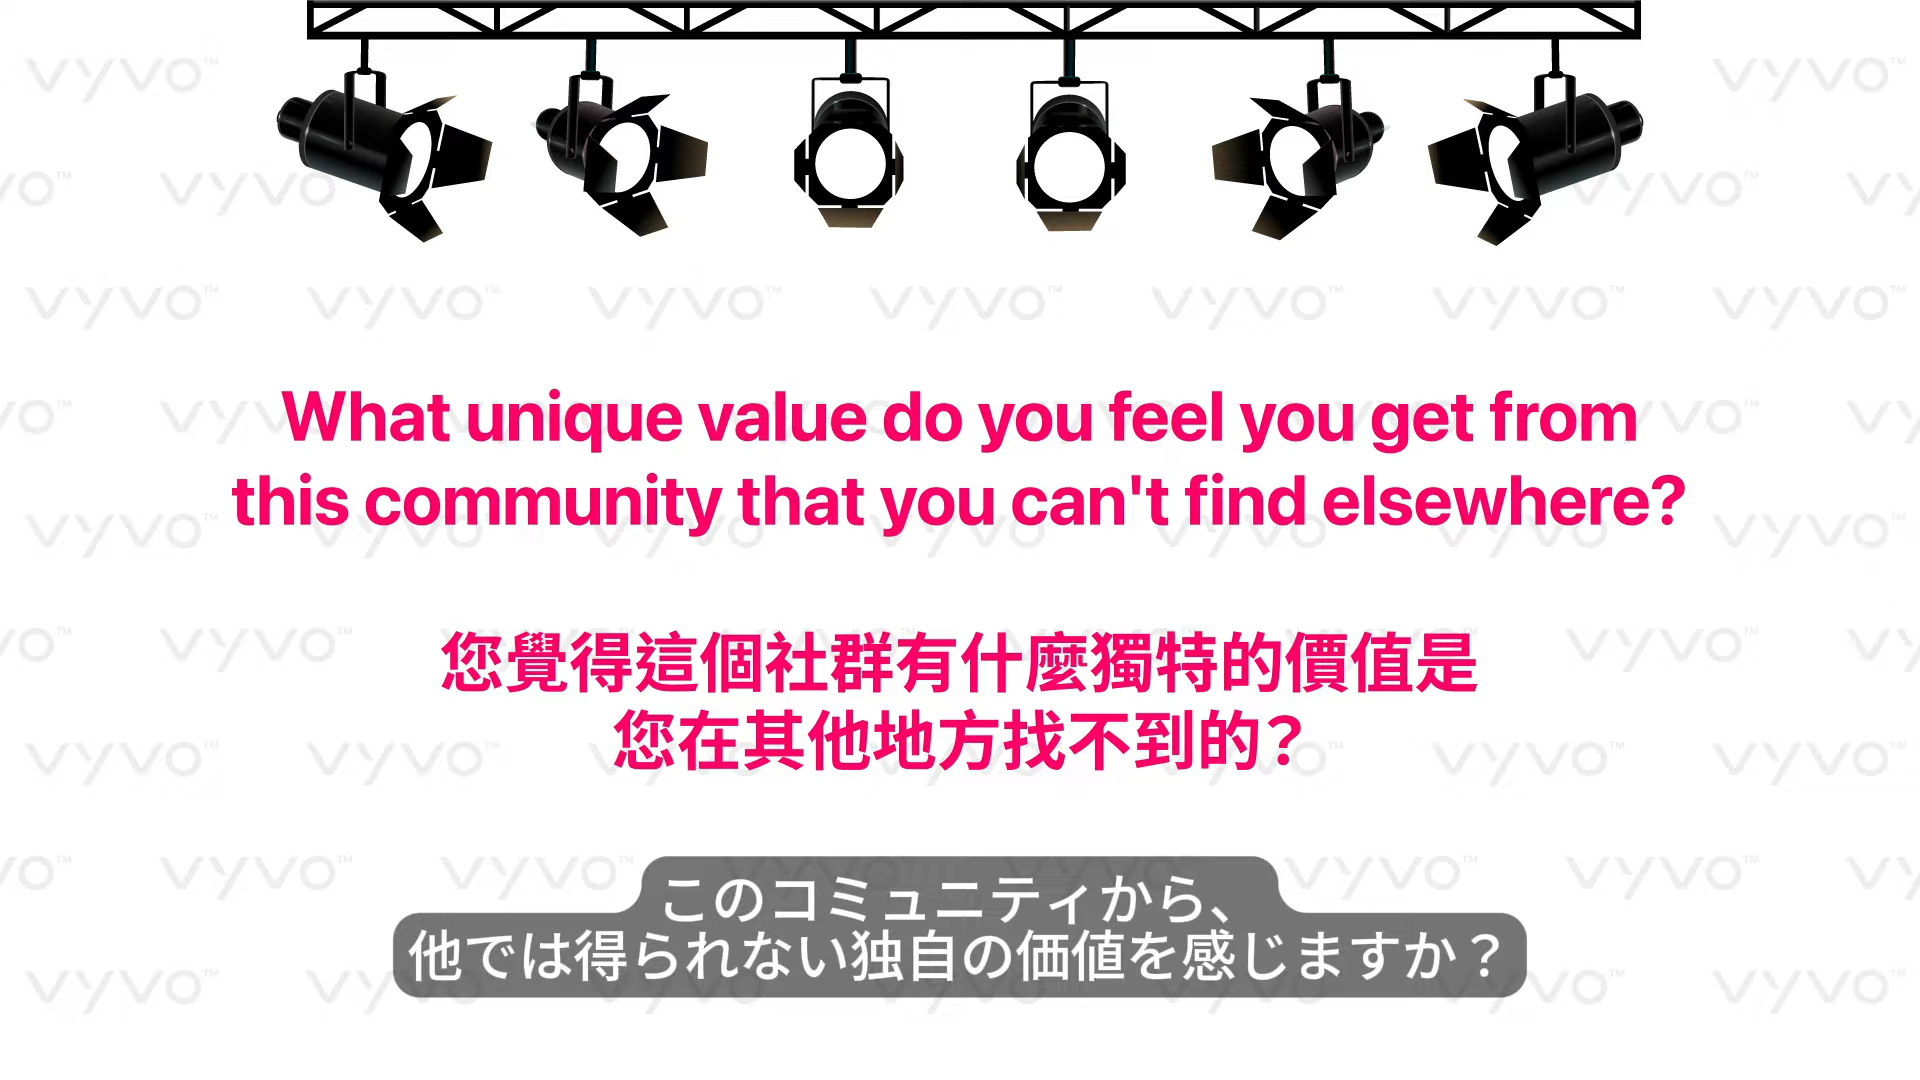 What unique value do you feel you get from
this community that you can't find elsewhere?
您覺得這個社群有什麼獨特的價值是
您在其他地方找不到的?
このコミュニティから、
他では得られない独自の価値を感じますか？
VYVO™